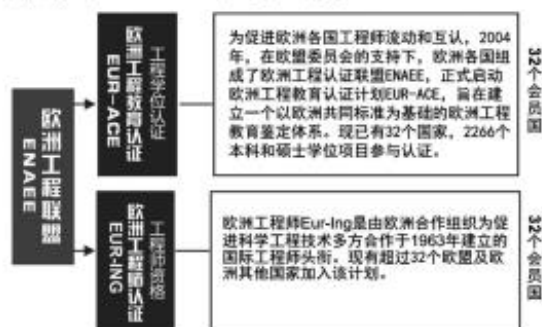 欧洲工程联盟
ENAEE
工程学位认证
欧洲工程教育认证
EUR-ACE
为促进欧洲各国工程师流动和互认，2004
年，在欧盟委员会的支持下，欧洲各国组
成了欧洲工程认证联盟ENAEE，正式启动
欧洲工程教育认证计划EUR-ACE，旨在建
立一个以欧洲共同标准为基础的欧洲工程
教育鉴定体系。现已有32个国家，2266个
本科和硕士学位项目参与认证。
32个会员国
工程师资格
欧洲工程师认证
EUR-ING
欧洲工程师Eur-Ing是由欧洲合作组织为促
进科学工程技术多方合作于1963年建立的
国际工程师头衔。现有超过32个欧盟及欧
洲其他国家加入该计划。
32个会员国